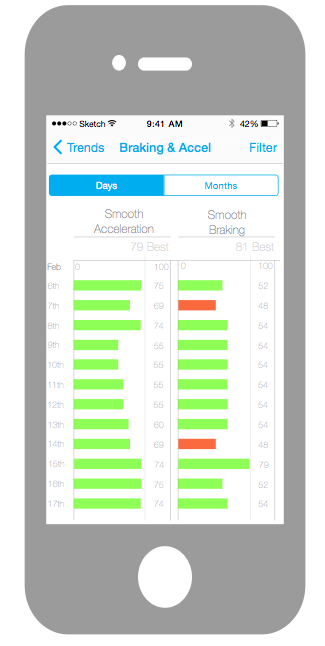 ●●●○○ Sketch 9:41 AM 42%
Trends Braking & Accel Filter
Days Months
Smooth Acceleration Smooth Braking
79 Best 81 Best
Feb 0 100 0 100
6th 75 52
7th 69 48
8th 74 54
9th 55 54
10th 55 54
11th 55 54
12th 55 54
13th 60 54
14th 69 48
15th 74 79
16th 75 52
17th 74 54